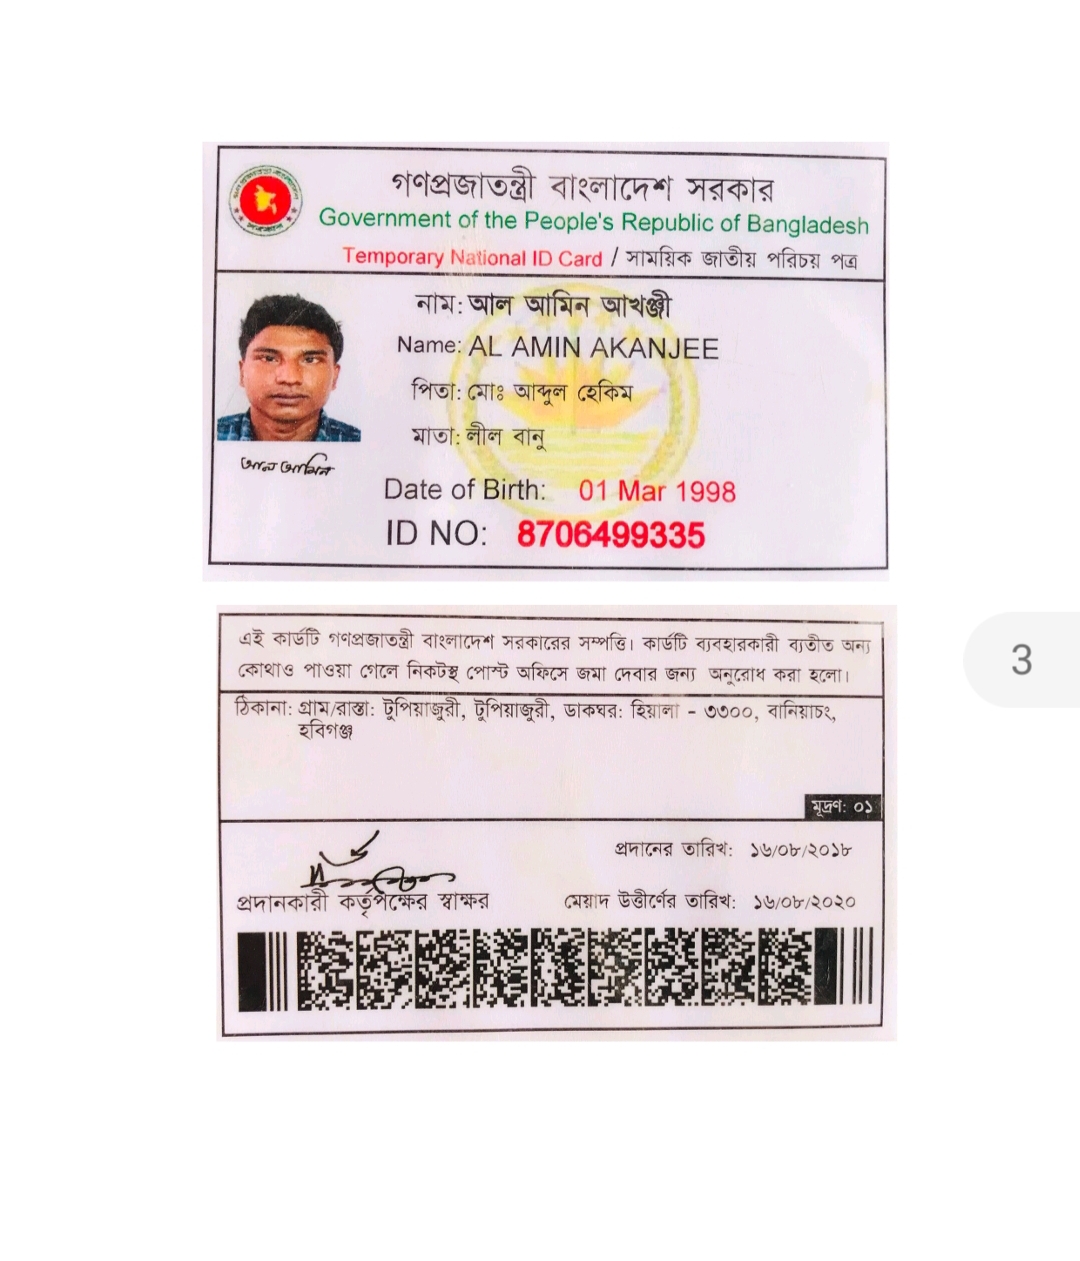 গণপ্রজাতন্ত্রী বাংলাদেশ সরকার
Government of the People's Republic of Bangladesh
Temporary National ID Card / সাময়িক জাতীয় পরিচয় পত্র
নাম: আল আমিন আখঞ্জী
Name: AL AMIN AKANJEE
পিতা: মোঃ আব্দুল হেকিম
মাতা: লীল বানু
আল আমিন
Date of Birth: 01 Mar 1998
ID NO: 8706499335
এই কার্ডটি গণপ্রজাতন্ত্রী বাংলাদেশ সরকারের সম্পত্তি। কার্ডটি ব্যবহারকারী ব্যতীত অন্য
কোথাও পাওয়া গেলে নিকটস্থ পোস্ট অফিসে জমা দেবার জন্য অনুরোধ করা হলো।
ঠিকানা: গ্রাম/রাস্তা: টুপিয়াজুরী, টুপিয়াজুরী, ডাকঘর: হিয়ালা - ৩৩০০, বানিয়াচং,
হবিগঞ্জ
মূদ্রণ: ০১
প্রদানের তারিখ: ১৬/০৮/২০১৮
প্রদানকারী কর্তৃপক্ষের স্বাক্ষর
মেয়াদ উত্তীর্ণের তারিখ: ১৬/০৮/২০২০
3